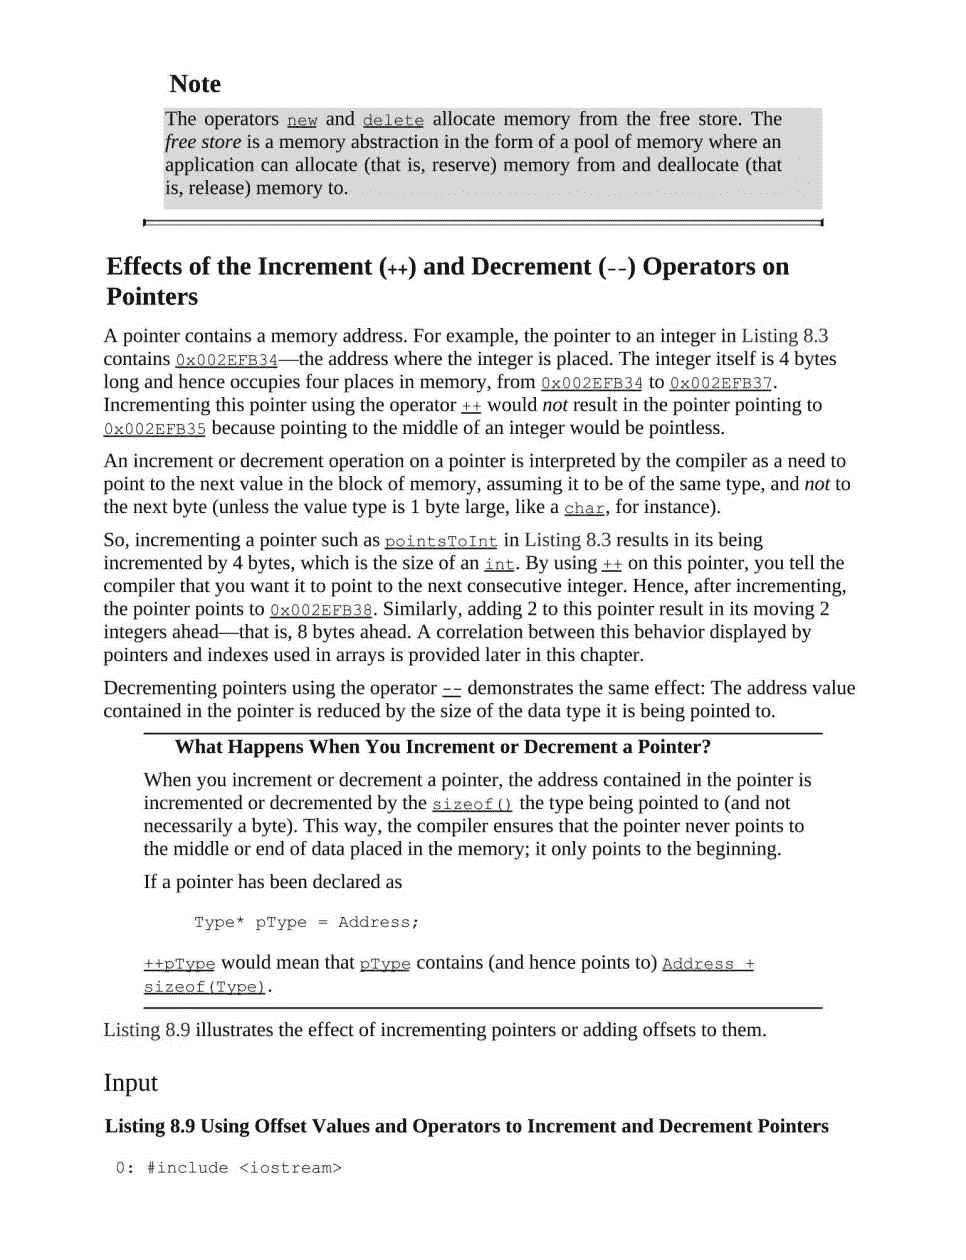 Note
The operators new and delete allocate memory from the free store. The
free store is a memory abstraction in the form of a pool of memory where an
application can allocate (that is, reserve) memory from and deallocate (that
is, release) memory to.
Effects of the Increment (++) and Decrement (--) Operators on
Pointers
A pointer contains a memory address. For example, the pointer to an integer in Listing 8.3
contains 0x002EFB34—the address where the integer is placed. The integer itself is 4 bytes
long and hence occupies four places in memory, from 0x002EFB34 to 0x002EFB37.
Incrementing this pointer using the operator ++ would not result in the pointer pointing to
0x002EFB35 because pointing to the middle of an integer would be pointless.
An increment or decrement operation on a pointer is interpreted by the compiler as a need to
point to the next value in the block of memory, assuming it to be of the same type, and not to
the next byte (unless the value type is 1 byte large, like a char, for instance).
So, incrementing a pointer such as pointsToInt in Listing 8.3 results in its being
incremented by 4 bytes, which is the size of an int. By using ++ on this pointer, you tell the
compiler that you want it to point to the next consecutive integer. Hence, after incrementing,
the pointer points to 0x002EFB38. Similarly, adding 2 to this pointer result in its moving 2
integers ahead—that is, 8 bytes ahead. A correlation between this behavior displayed by
pointers and indexes used in arrays is provided later in this chapter.
Decrementing pointers using the operator -- demonstrates the same effect: The address value
contained in the pointer is reduced by the size of the data type it is being pointed to.
What Happens When You Increment or Decrement a Pointer?
When you increment or decrement a pointer, the address contained in the pointer is
incremented or decremented by the sizeof() the type being pointed to (and not
necessarily a byte). This way, the compiler ensures that the pointer never points to
the middle or end of data placed in the memory; it only points to the beginning.
If a pointer has been declared as
Type* pType = Address;
++pType would mean that pType contains (and hence points to) Address +
sizeof(Type).
Listing 8.9 illustrates the effect of incrementing pointers or adding offsets to them.
Input
Listing 8.9 Using Offset Values and Operators to Increment and Decrement Pointers
0: #include <iostream>